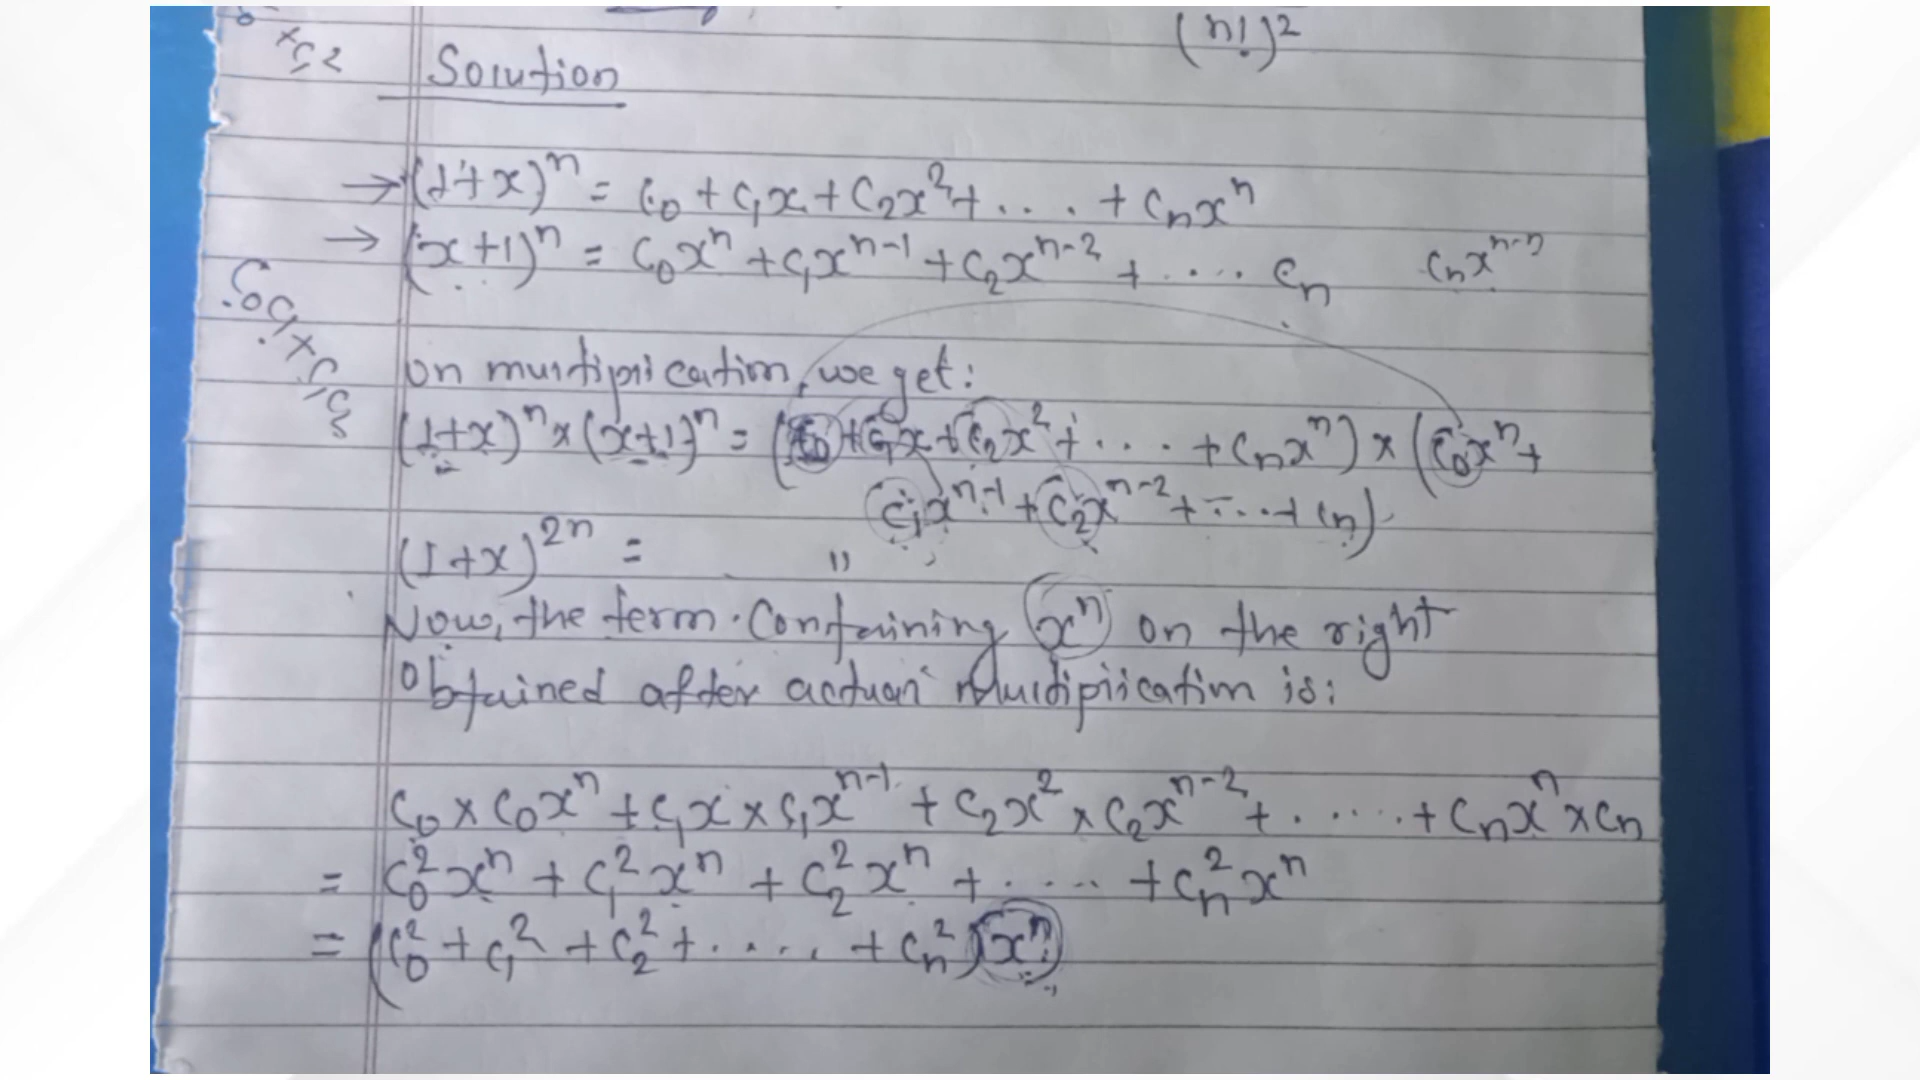 (n!)²
×C2
Solution
→ (1+x)ⁿ = C₀ + C₁x + C₂x² + .... + Cₙxⁿ
→ (x+1)ⁿ = C₀xⁿ + C₁xⁿ⁻¹ + C₂xⁿ⁻² + .... Cₙ  Cₙxⁿ⁻ⁿ
C₀C₁×C₁C₃
on multiplication, we get:
(1+x)ⁿ × (x+1)ⁿ = (C₀ + C₁x + C₂x² + .... + Cₙxⁿ) × (C₀xⁿ +
C₁xⁿ⁻¹ + C₂xⁿ⁻² + .... + Cₙ)
(1+x)²ⁿ = "
Now, the term containing xⁿ on the right
obtained after actual multiplication is:
C₀ × C₀xⁿ + C₁x × C₁xⁿ⁻¹ + C₂x² × C₂xⁿ⁻² + ..... + Cₙxⁿ × Cₙ
= C₀²xⁿ + C₁²xⁿ + C₂²xⁿ + ..... + Cₙ²xⁿ
= (C₀² + C₁² + C₂² + ..... + Cₙ²)xⁿ